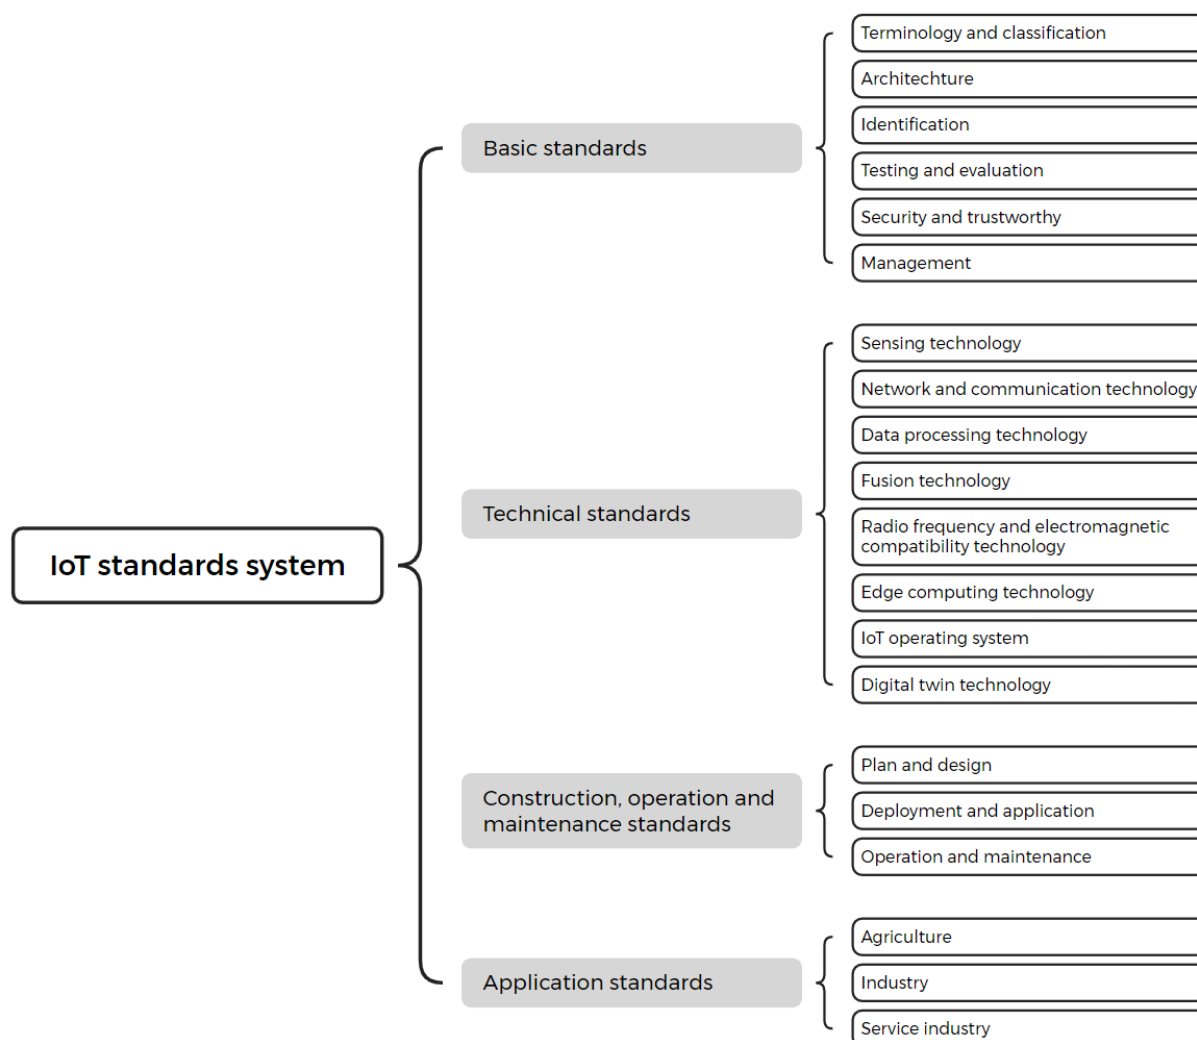 IoT standards system
Basic standards
Terminology and classification
Architechture
Identification
Testing and evaluation
Security and trustworthy
Management
Technical standards
Sensing technology
Network and communication technology
Data processing technology
Fusion technology
Radio frequency and electromagnetic
compatibility technology
Edge computing technology
IoT operating system
Digital twin technology
Construction, operation and
maintenance standards
Plan and design
Deployment and application
Operation and maintenance
Application standards
Agriculture
Industry
Service industry